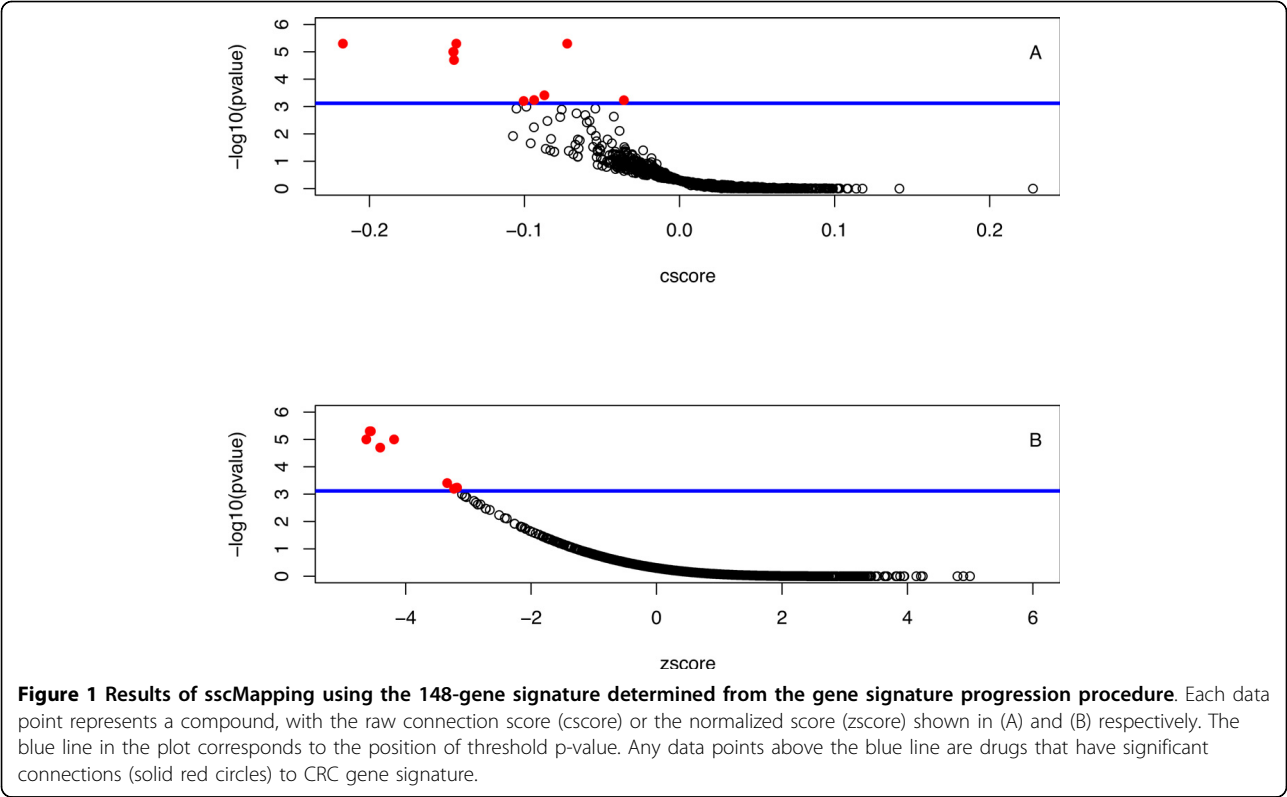 6
5
4
3
2
1
0
−log10(pvalue)
A
−0.2 −0.1 0.0 0.1 0.2
cscore
6
5
4
3
2
1
0
−log10(pvalue)
B
−4 −2 0 2 4 6
zscore
Figure 1 Results of sscMapping using the 148-gene signature determined from the gene signature progression procedure. Each data
point represents a compound, with the raw connection score (cscore) or the normalized score (zscore) shown in (A) and (B) respectively. The
blue line in the plot corresponds to the position of threshold p-value. Any data points above the blue line are drugs that have significant
connections (solid red circles) to CRC gene signature.